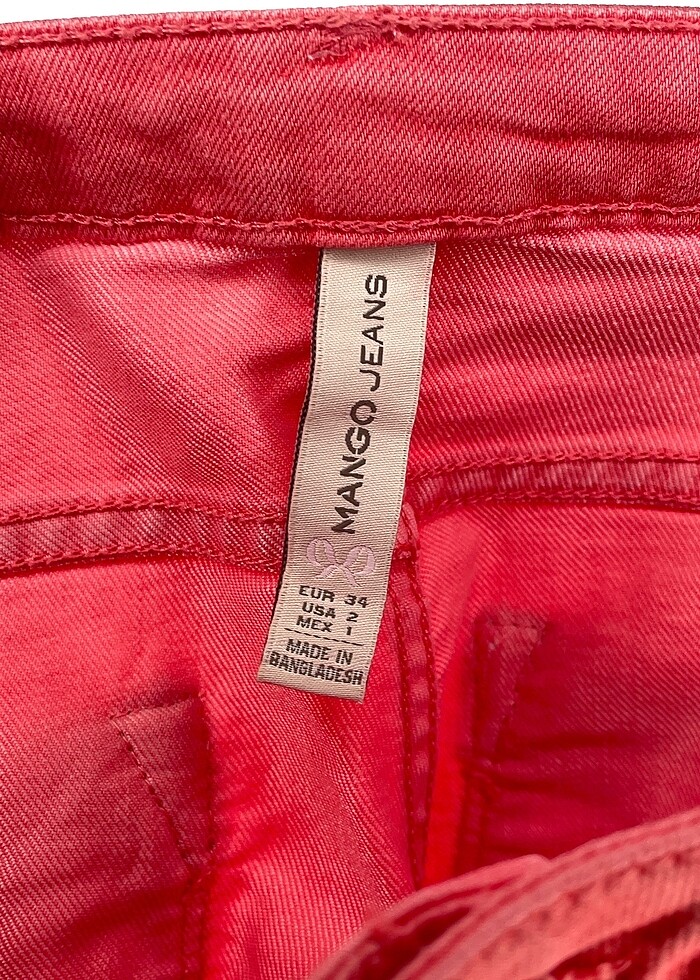 MANGO JEANS
EUR 34
USA 2
MEX 1
MADE IN
BANGLADESH